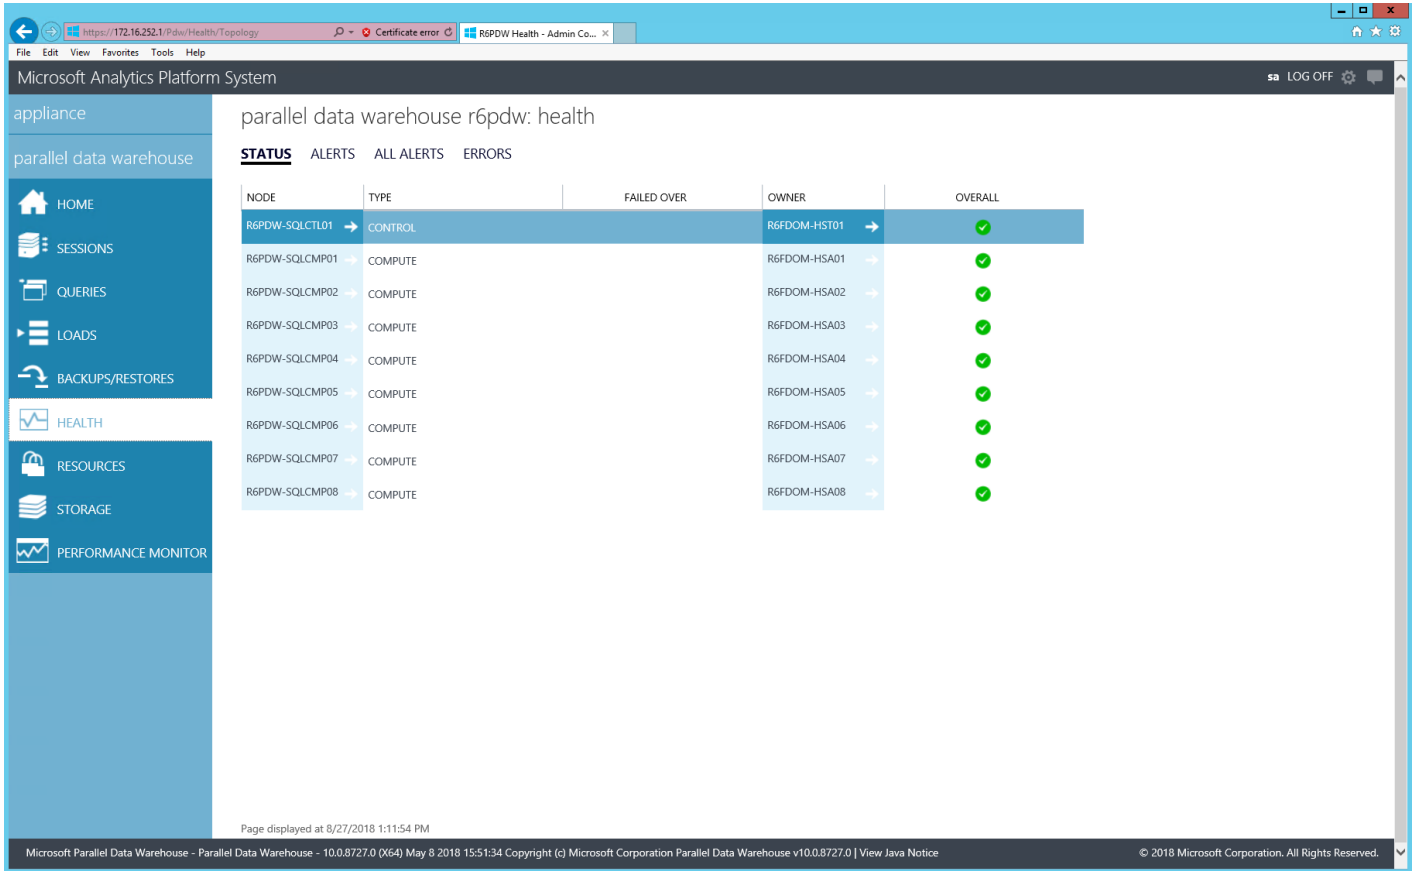 https://172.16.252.1/Pdw/Health/Topology
Certificate error
R6PDW Health - Admin Co...
File Edit View Favorites Tools Help
Microsoft Analytics Platform System
sa LOG OFF
appliance
parallel data warehouse
HOME
SESSIONS
QUERIES
LOADS
BACKUPS/RESTORES
HEALTH
RESOURCES
STORAGE
PERFORMANCE MONITOR
parallel data warehouse r6pdw: health
STATUS ALERTS ALL ALERTS ERRORS
NODE TYPE FAILED OVER OWNER OVERALL
R6PDW-SQLCTL01 CONTROL R6FDOM-HST01
R6PDW-SQLCMP01 COMPUTE R6FDOM-HSA01
R6PDW-SQLCMP02 COMPUTE R6FDOM-HSA02
R6PDW-SQLCMP03 COMPUTE R6FDOM-HSA03
R6PDW-SQLCMP04 COMPUTE R6FDOM-HSA04
R6PDW-SQLCMP05 COMPUTE R6FDOM-HSA05
R6PDW-SQLCMP06 COMPUTE R6FDOM-HSA06
R6PDW-SQLCMP07 COMPUTE R6FDOM-HSA07
R6PDW-SQLCMP08 COMPUTE R6FDOM-HSA08
Page displayed at 8/27/2018 1:11:54 PM
Microsoft Parallel Data Warehouse - Parallel Data Warehouse - 10.0.8727.0 (X64) May 8 2018 15:51:34 Copyright (c) Microsoft Corporation Parallel Data Warehouse v10.0.8727.0 | View Java Notice
© 2018 Microsoft Corporation. All Rights Reserved.